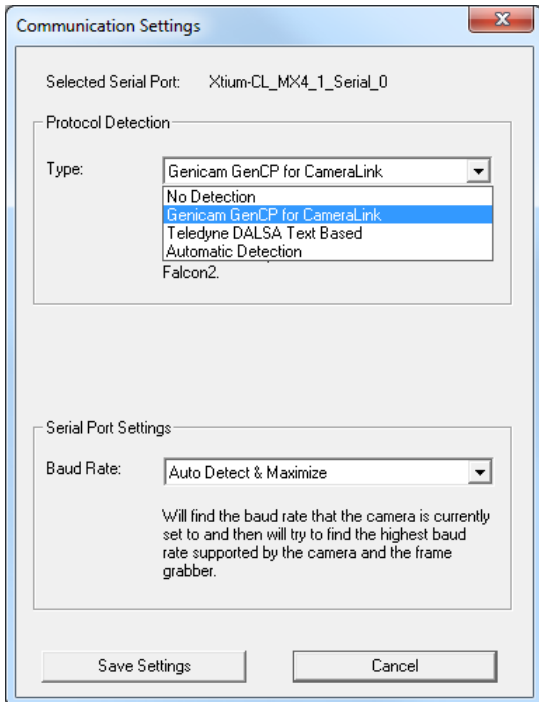 Communication Settings
Selected Serial Port: Xtium-CL_MX4_1_Serial_0
Protocol Detection
Type: Genicam GenCP for CameraLink
No Detection
Genicam GenCP for CameraLink
Teledyne DALSA Text Based
Automatic Detection
Falcon2.
Serial Port Settings
Baud Rate: Auto Detect & Maximize
Will find the baud rate that the camera is currently
set to and then will try to find the highest baud
rate supported by the camera and the frame
grabber.
Save Settings Cancel